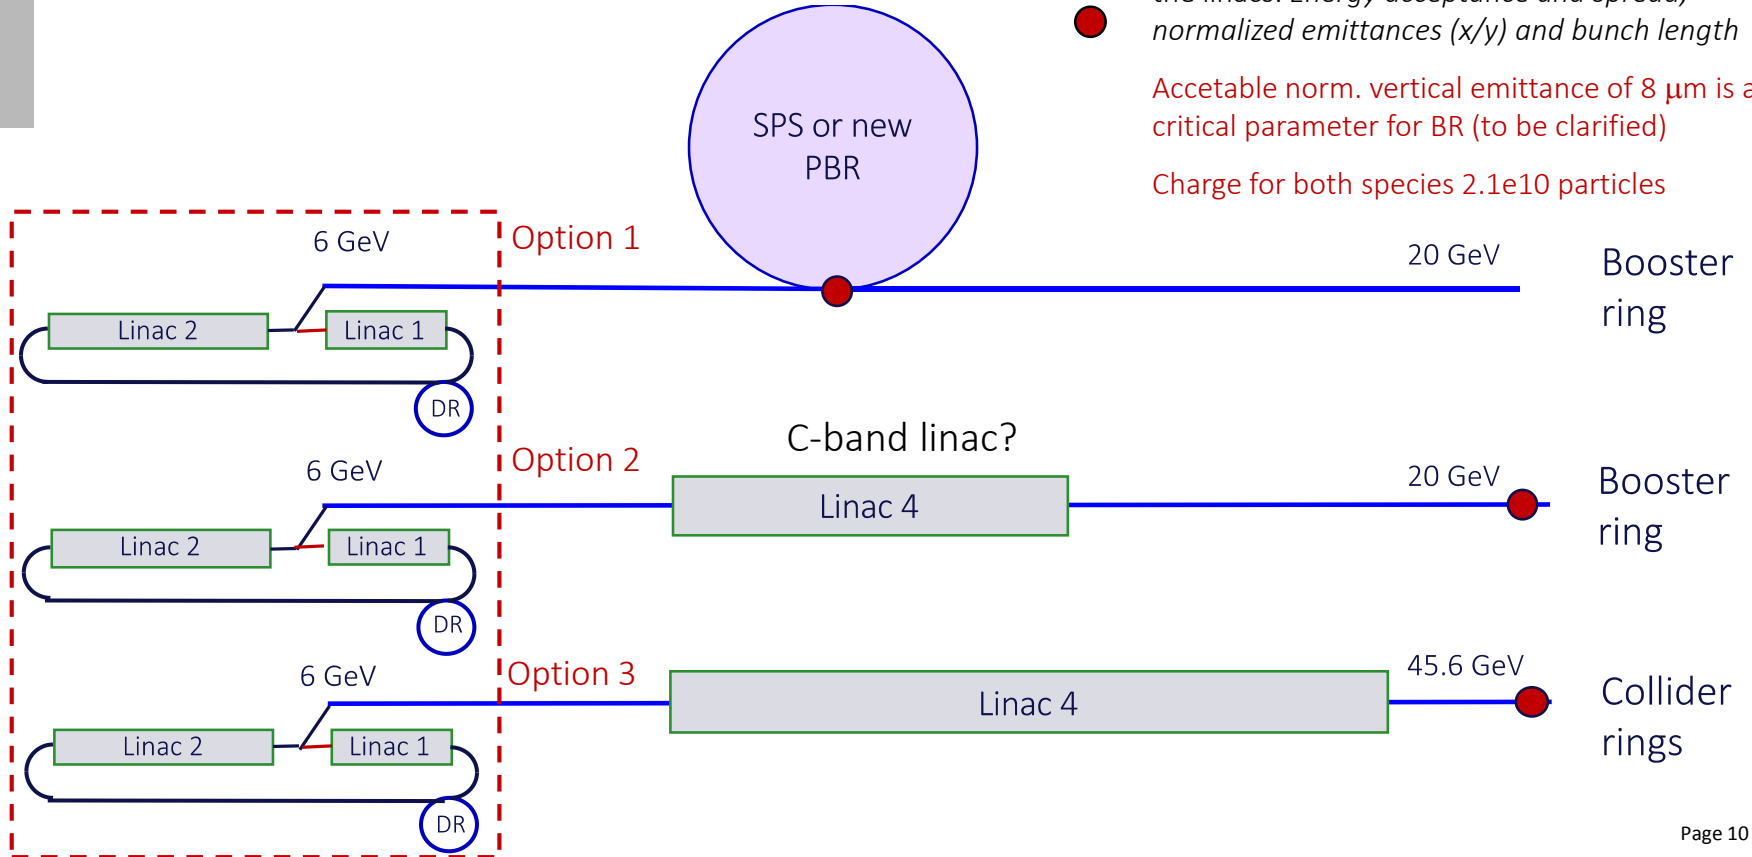 normalized emittances (x/y) and bunch length
Accetable norm. vertical emittance of 8 μm is a
critical parameter for BR (to be clarified)
Charge for both species 2.1e10 particles
SPS or new
PBR
6 GeV
Option 1
20 GeV
Booster
ring
Linac 2
Linac 1
DR
C-band linac?
6 GeV
Option 2
Linac 4
20 GeV
Booster
ring
Linac 2
Linac 1
DR
6 GeV
Option 3
Linac 4
45.6 GeV
Collider
rings
Linac 2
Linac 1
DR
Page 10